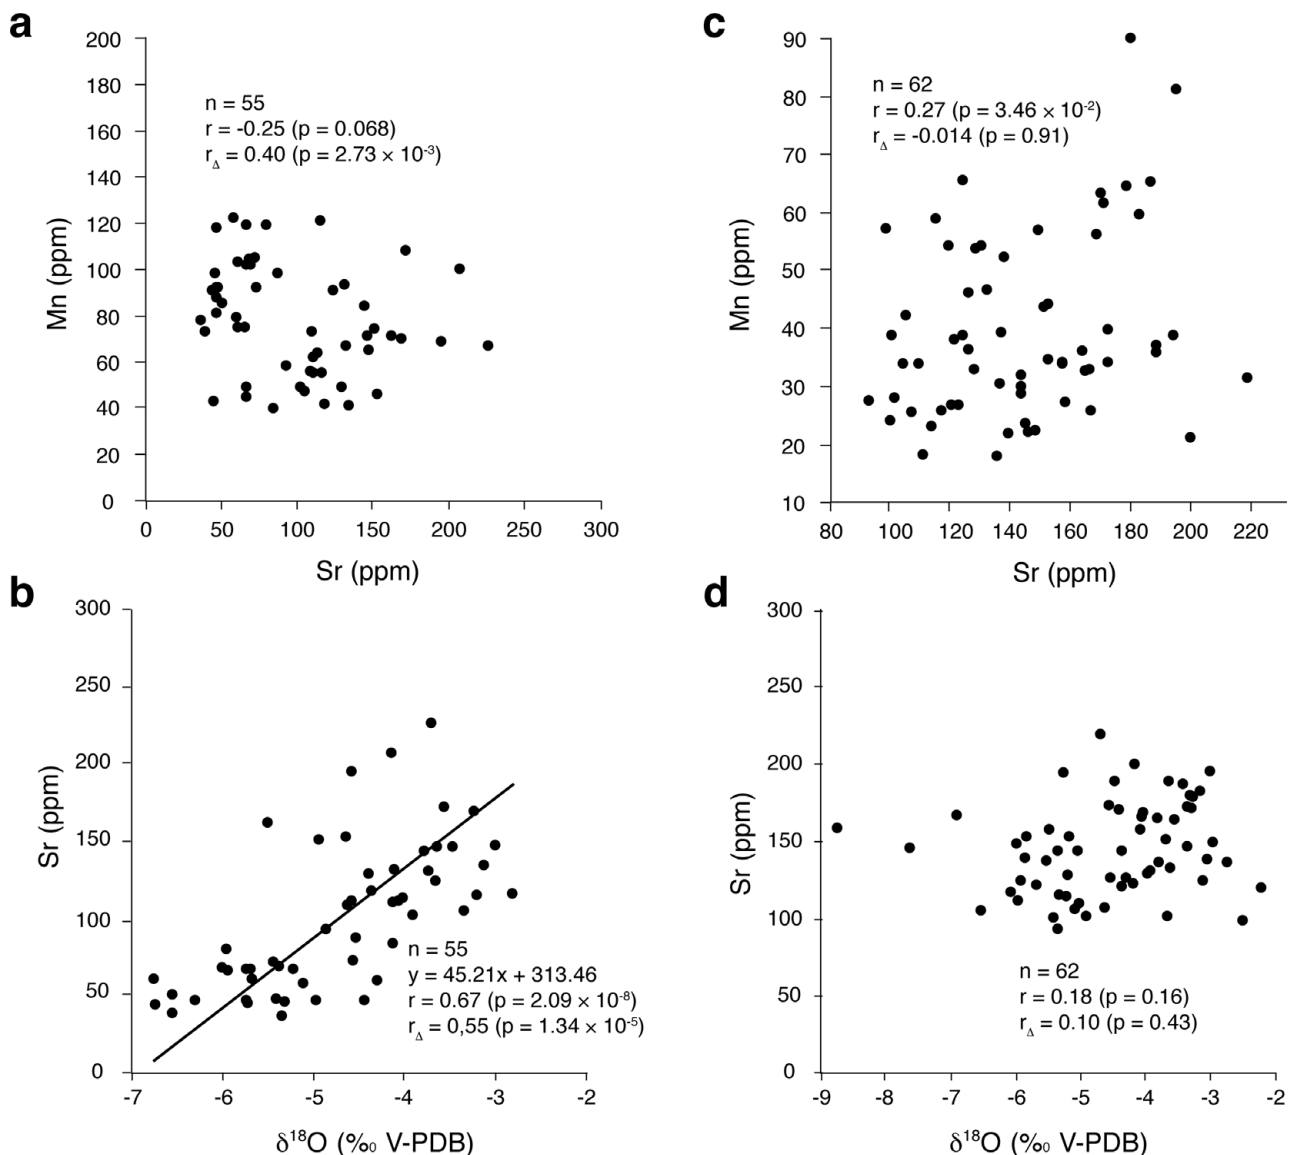 a
200
180
160
140
120
100
80
60
40
20
0
Mn (ppm)
n = 55
r = -0.25 (p = 0.068)
rΔ = 0.40 (p = 2.73 × 10⁻³)
0 50 100 150 200 250 300
Sr (ppm)
c
90
80
70
60
50
40
30
20
10
Mn (ppm)
n = 62
r = 0.27 (p = 3.46 × 10⁻²)
rΔ = -0.014 (p = 0.91)
80 100 120 140 160 180 200 220
Sr (ppm)
b
300
250
200
150
100
50
0
Sr (ppm)
n = 55
y = 45.21x + 313.46
r = 0.67 (p = 2.09 × 10⁻⁸)
rΔ = 0,55 (p = 1.34 × 10⁻⁵)
-7 -6 -5 -4 -3 -2
δ¹⁸O (‰ V-PDB)
d
300
250
200
150
100
50
0
Sr (ppm)
n = 62
r = 0.18 (p = 0.16)
rΔ = 0.10 (p = 0.43)
-9 -8 -7 -6 -5 -4 -3 -2
δ¹⁸O (‰ V-PDB)